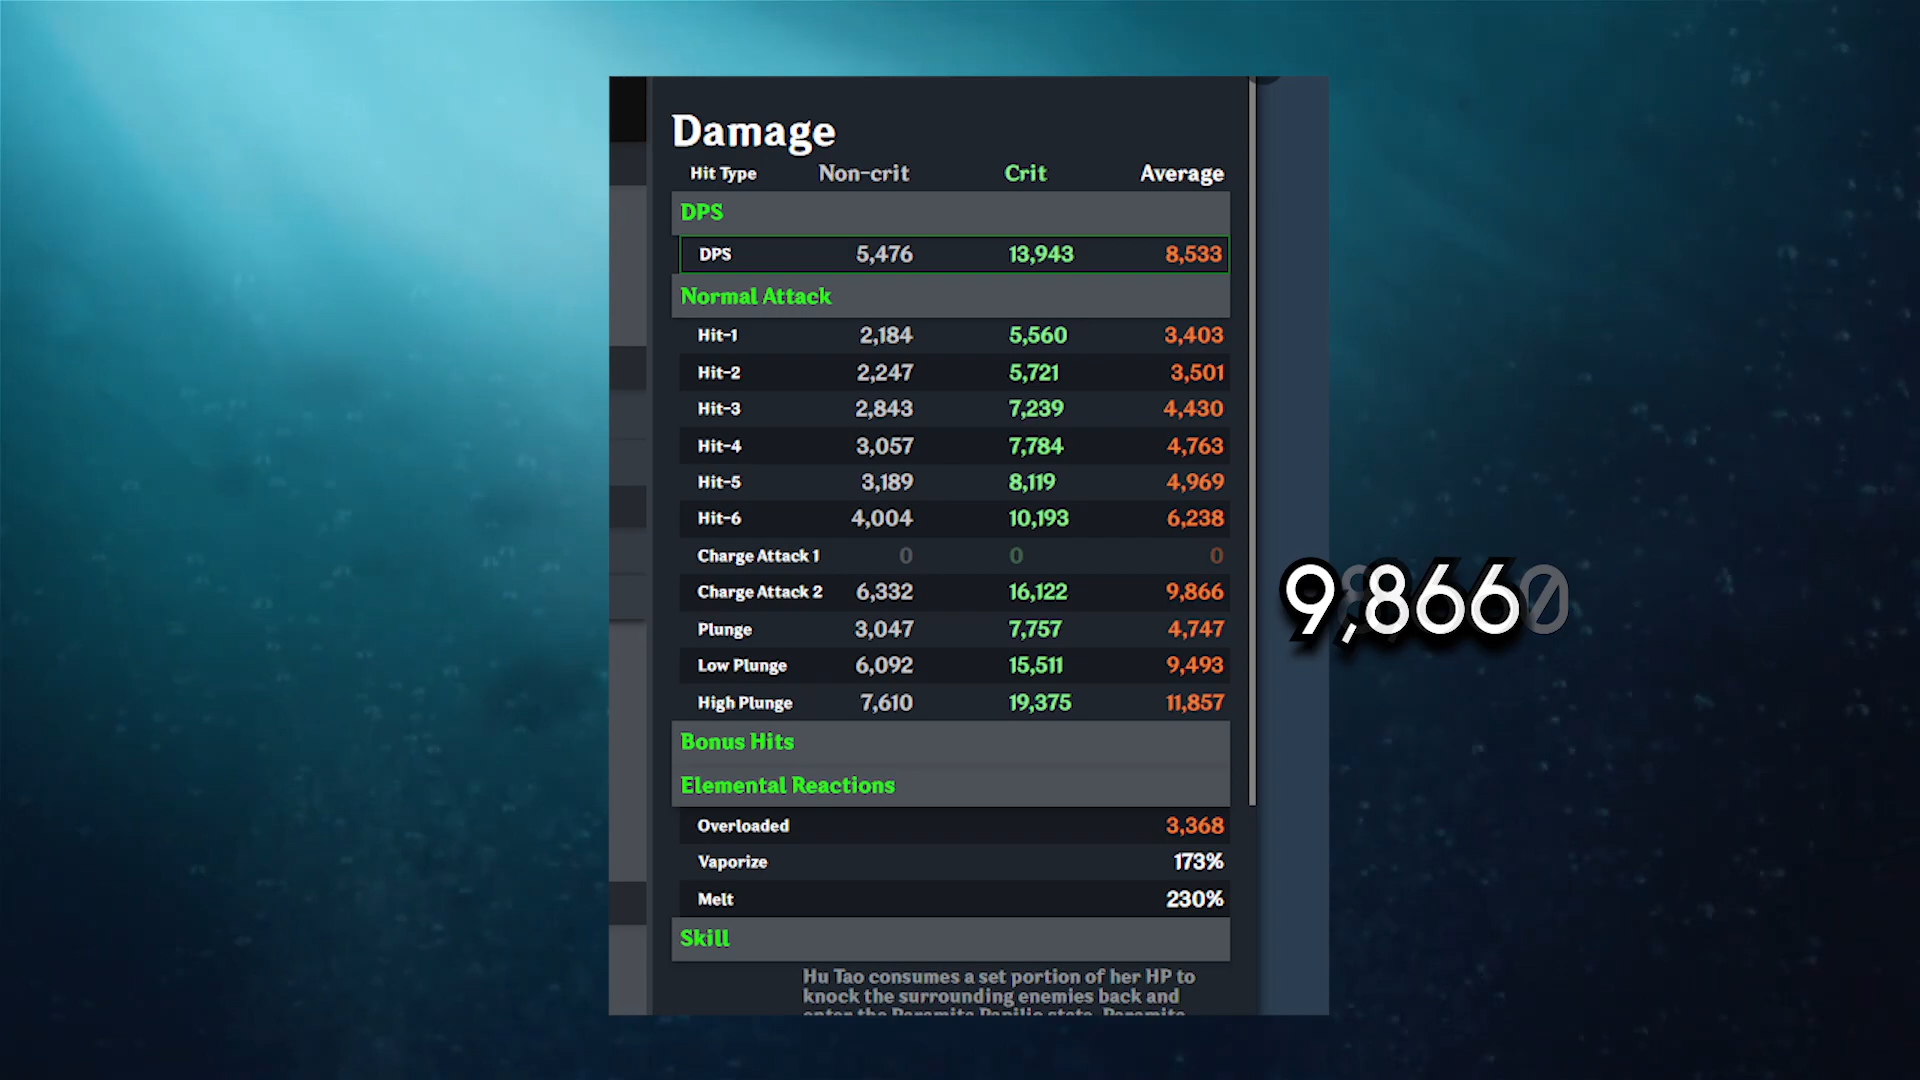 Damage
Hit Type Non-crit Crit Average
DPS
DPS 5,476 13,943 8,533
Normal Attack
Hit-1 2,184 5,560 3,403
Hit-2 2,247 5,721 3,501
Hit-3 2,843 7,239 4,430
Hit-4 3,057 7,784 4,763
Hit-5 3,189 8,119 4,969
Hit-6 4,004 10,193 6,238
Charge Attack 1 0 0 0
Charge Attack 2 6,332 16,122 9,866
9,866
Plunge 3,047 7,757 4,747
Low Plunge 6,092 15,511 9,493
High Plunge 7,610 19,375 11,857
Bonus Hits
Elemental Reactions
Overloaded 3,368
Vaporize 173%
Melt 230%
Skill
Hu Tao consumes a set portion of her HP to
knock the surrounding enemies back and
enter the Paramita Papilio state. Paramita